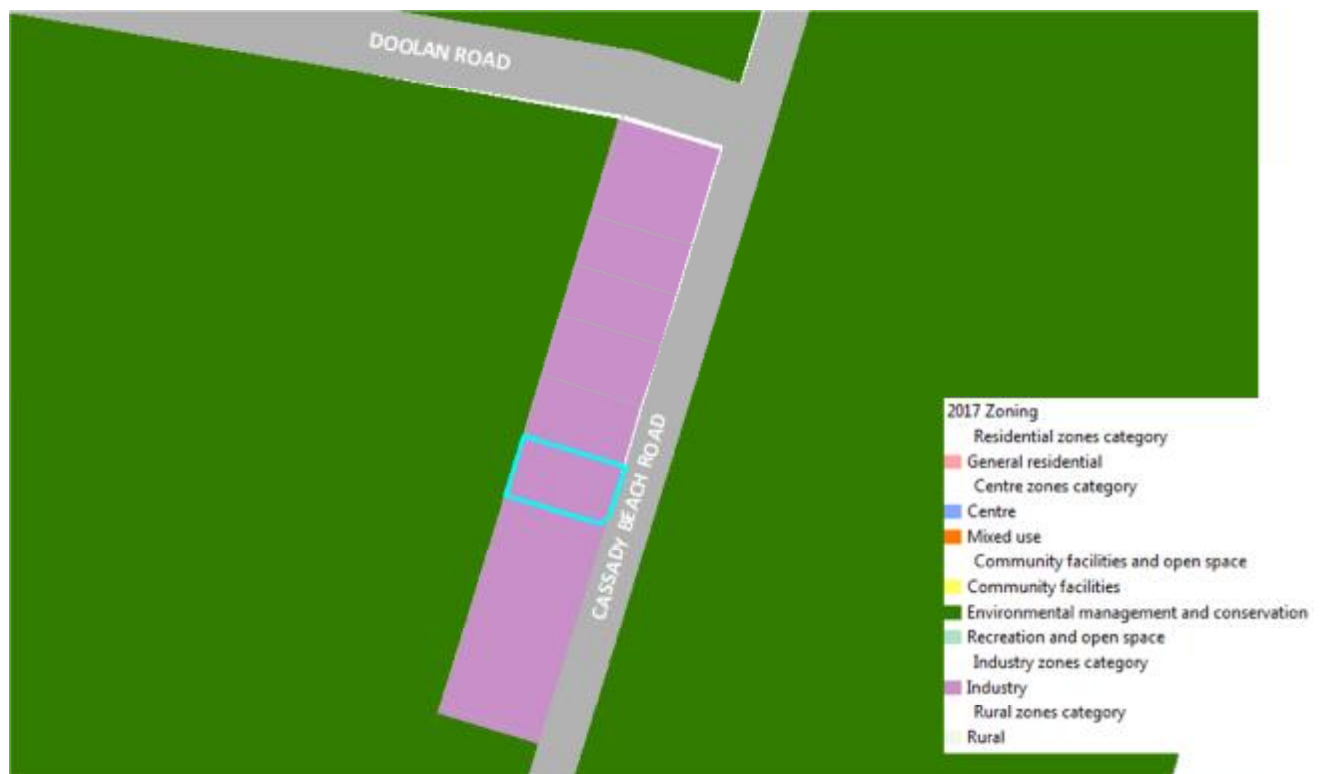 DOOLAN ROAD
CASSADY BEACH ROAD
2017 Zoning
Residential zones category
General residential
Centre zones category
Centre
Mixed use
Community facilities and open space
Community facilities
Environmental management and conservation
Recreation and open space
Industry zones category
Industry
Rural zones category
Rural